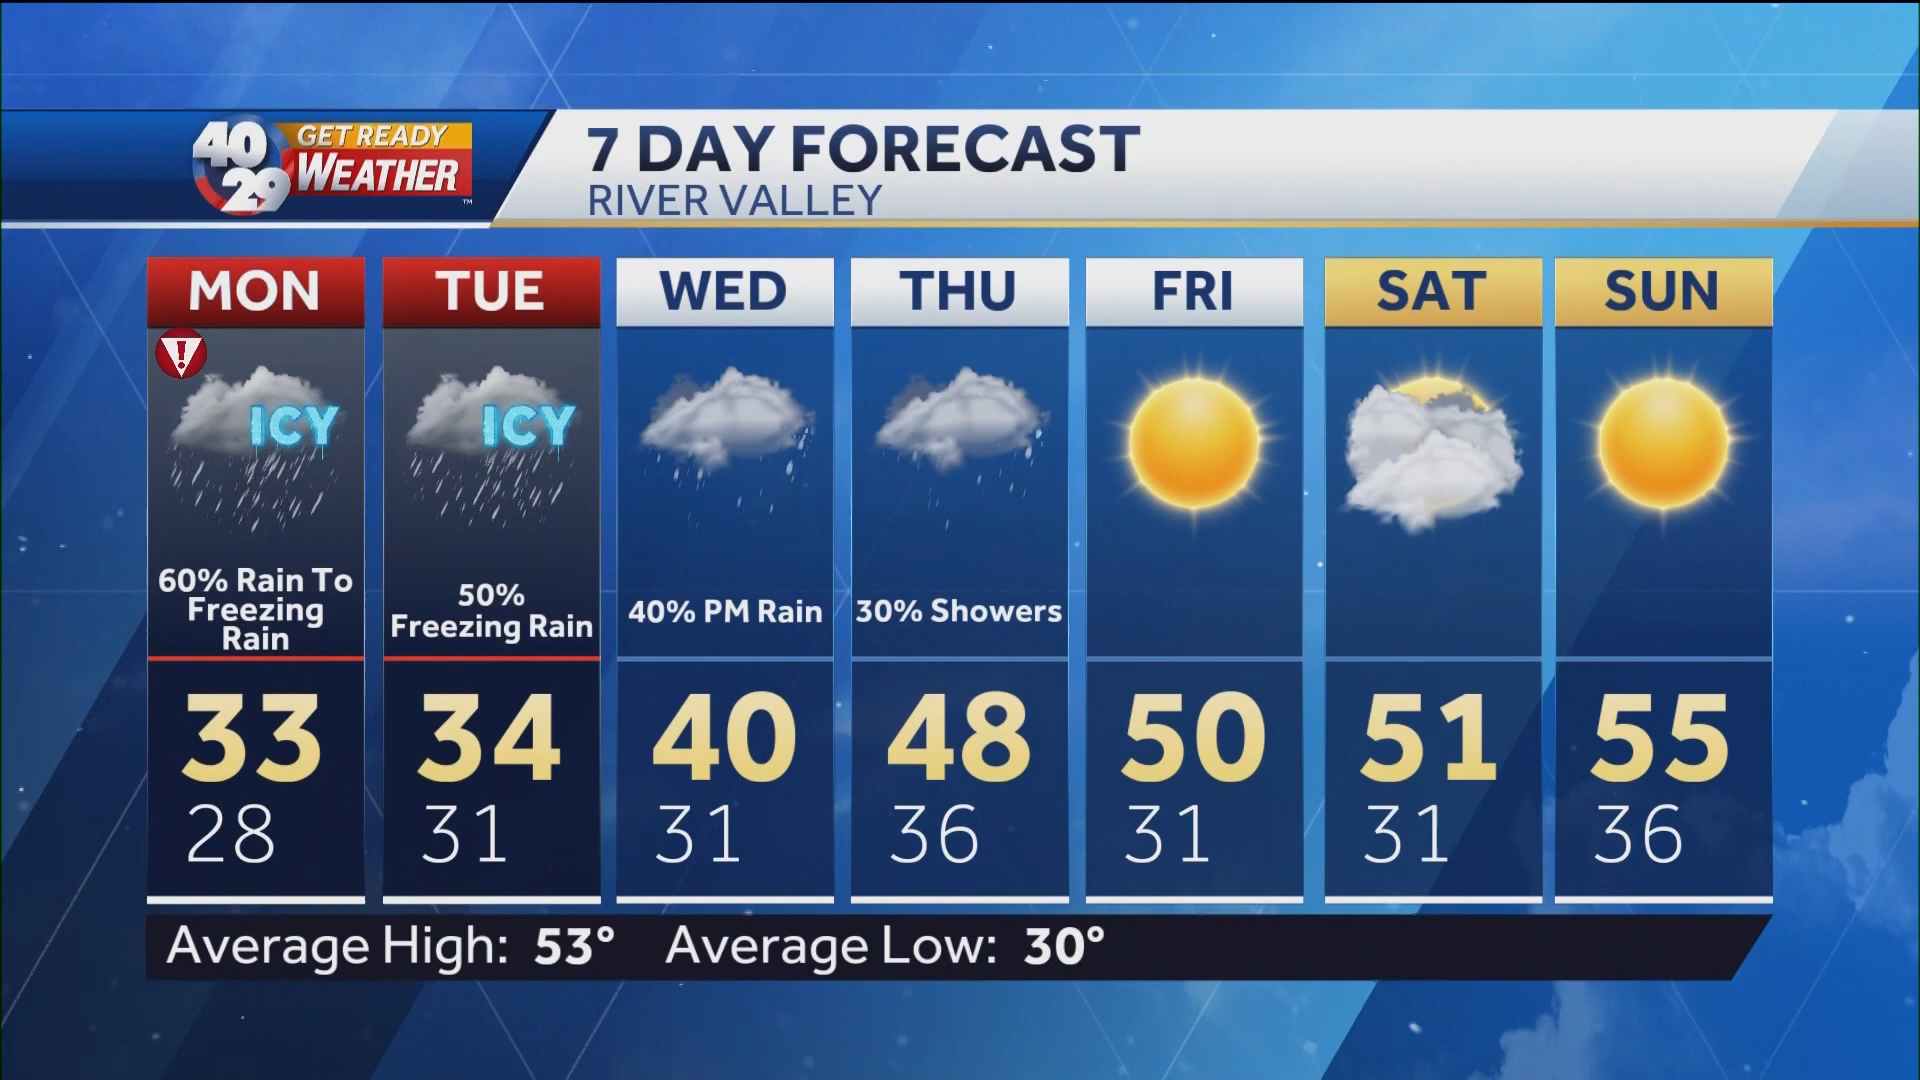 40
29
GET READY
WEATHER
™
7 DAY FORECAST
RIVER VALLEY
MON
!
ICY
60% Rain To
Freezing
Rain
33
28
TUE
ICY
50%
Freezing Rain
34
31
WED
40% PM Rain
40
31
THU
30% Showers
48
36
FRI
50
31
SAT
51
31
SUN
55
36
Average High: 53° Average Low: 30°